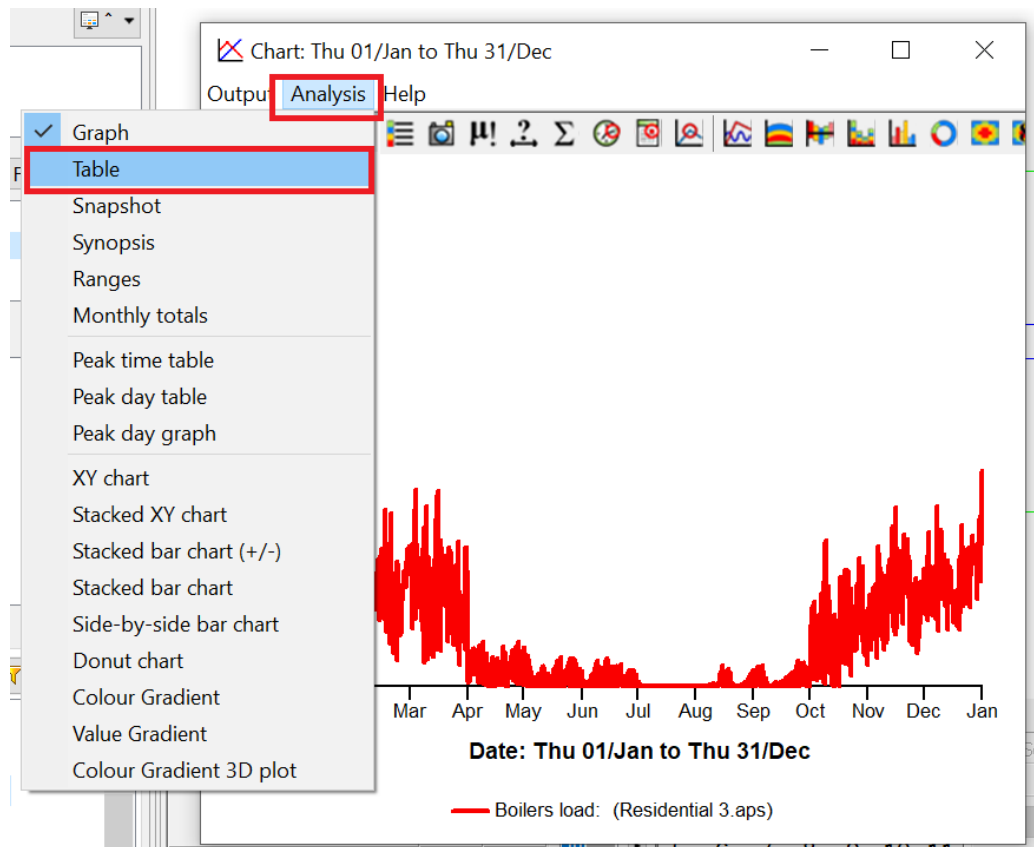 Chart: Thu 01/Jan to Thu 31/Dec
Output Analysis Help
Graph
Table
Snapshot
Synopsis
Ranges
Monthly totals
Peak time table
Peak day table
Peak day graph
XY chart
Stacked XY chart
Stacked bar chart (+/-)
Stacked bar chart
Side-by-side bar chart
Donut chart
Colour Gradient
Value Gradient
Colour Gradient 3D plot
μ! .?. Σ
Mar Apr May Jun Jul Aug Sep Oct Nov Dec Jan
Date: Thu 01/Jan to Thu 31/Dec
Boilers load: (Residential 3.aps)